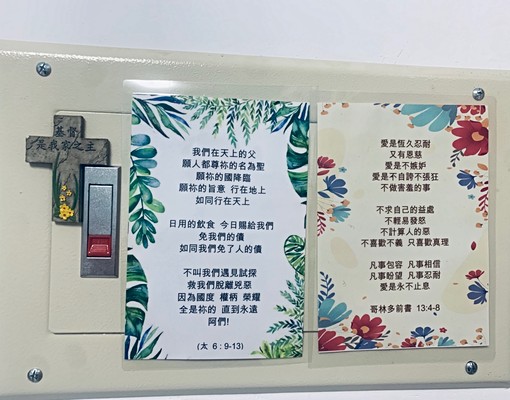 基督
是我家之主
我們在天上的父
願人都尊祢的名為聖
願祢的國降臨
願祢的旨意 行在地上
如同行在天上
日用的飲食 今日賜給我們
免我們的債
如同我們免了人的債
不叫我們遇見試探
救我們脫離兇惡
因為國度 權柄 榮耀
全是祢的 直到永遠
阿們!
(太 6 : 9-13)
愛是恆久忍耐
又有恩慈
愛是不嫉妒
愛是不自誇不張狂
不做害羞的事
不求自己的益處
不輕易發怒
不計算人的惡
不喜歡不義 只喜歡真理
凡事包容 凡事相信
凡事盼望 凡事忍耐
愛是永不止息
哥林多前書 13:4-8